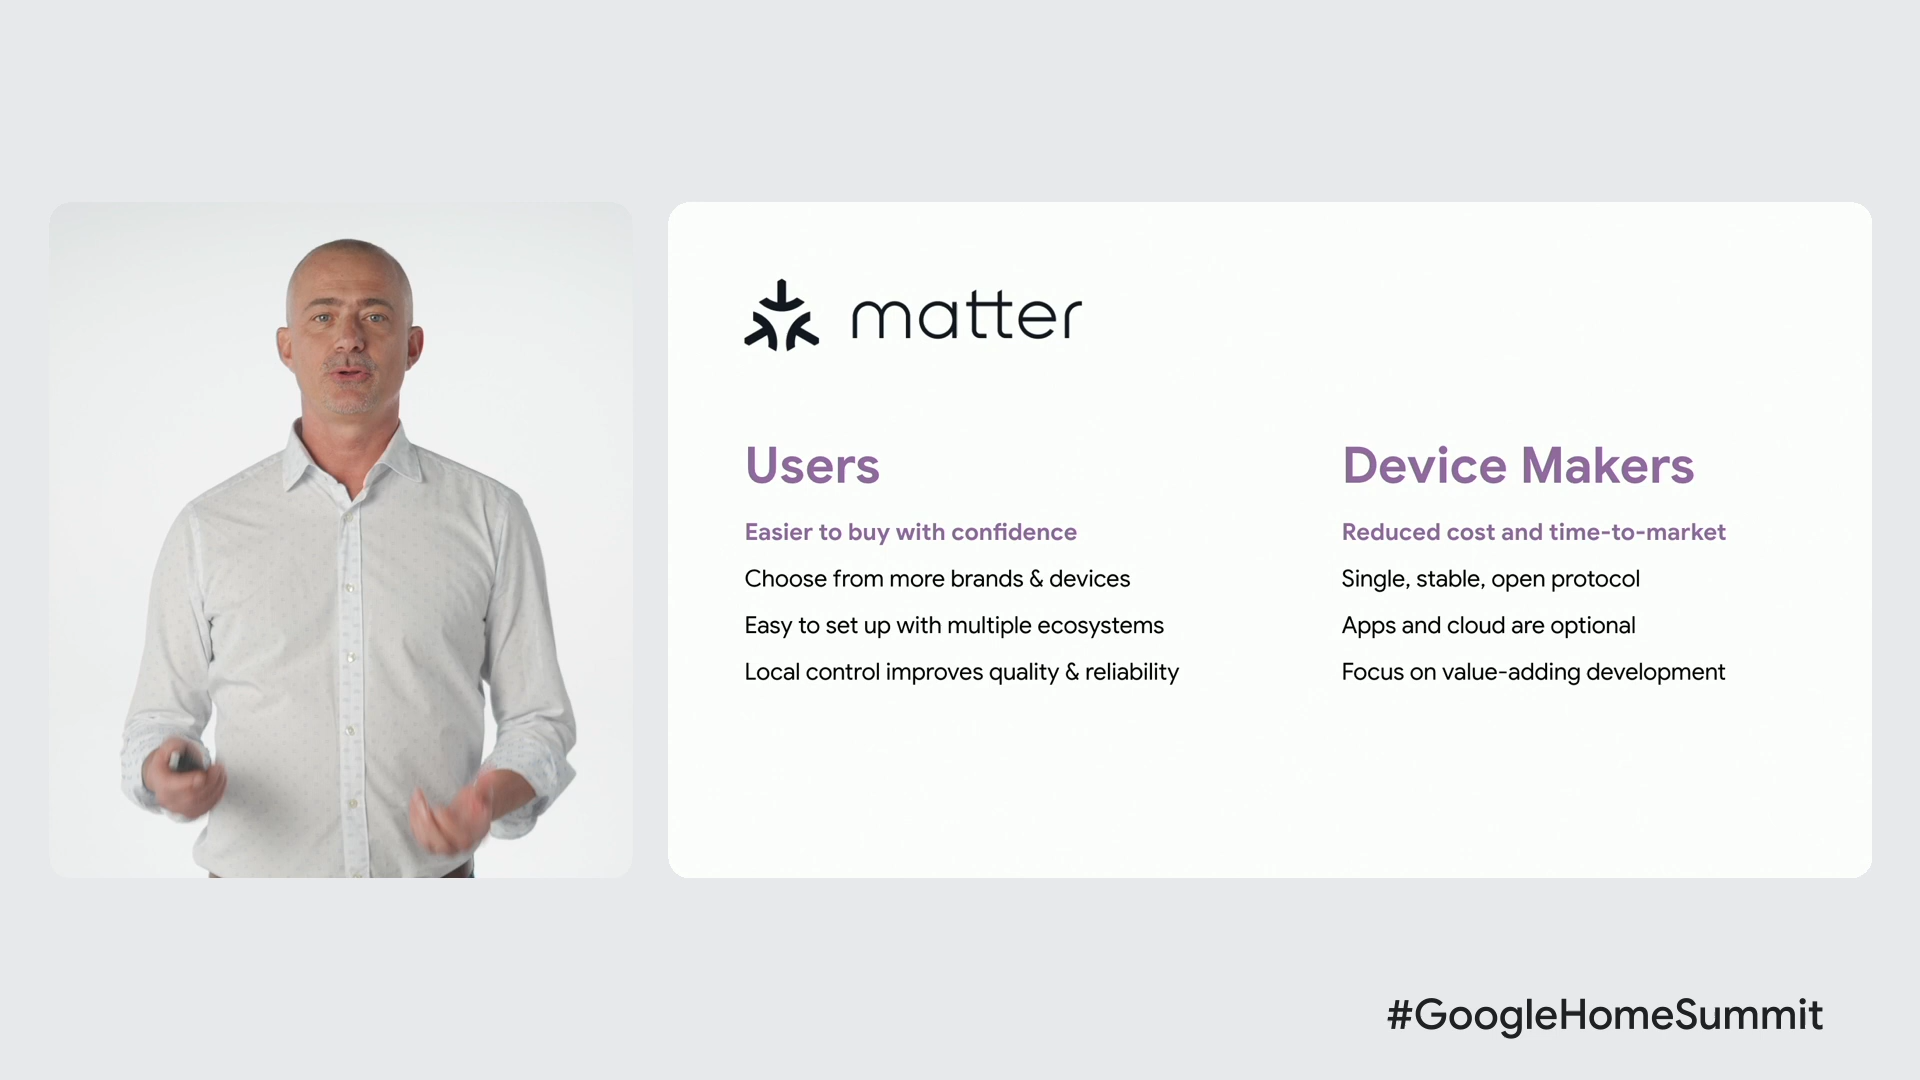 matter
Users
Easier to buy with confidence
Choose from more brands & devices
Easy to set up with multiple ecosystems
Local control improves quality & reliability
Device Makers
Reduced cost and time-to-market
Single, stable, open protocol
Apps and cloud are optional
Focus on value-adding development
#GoogleHomeSummit